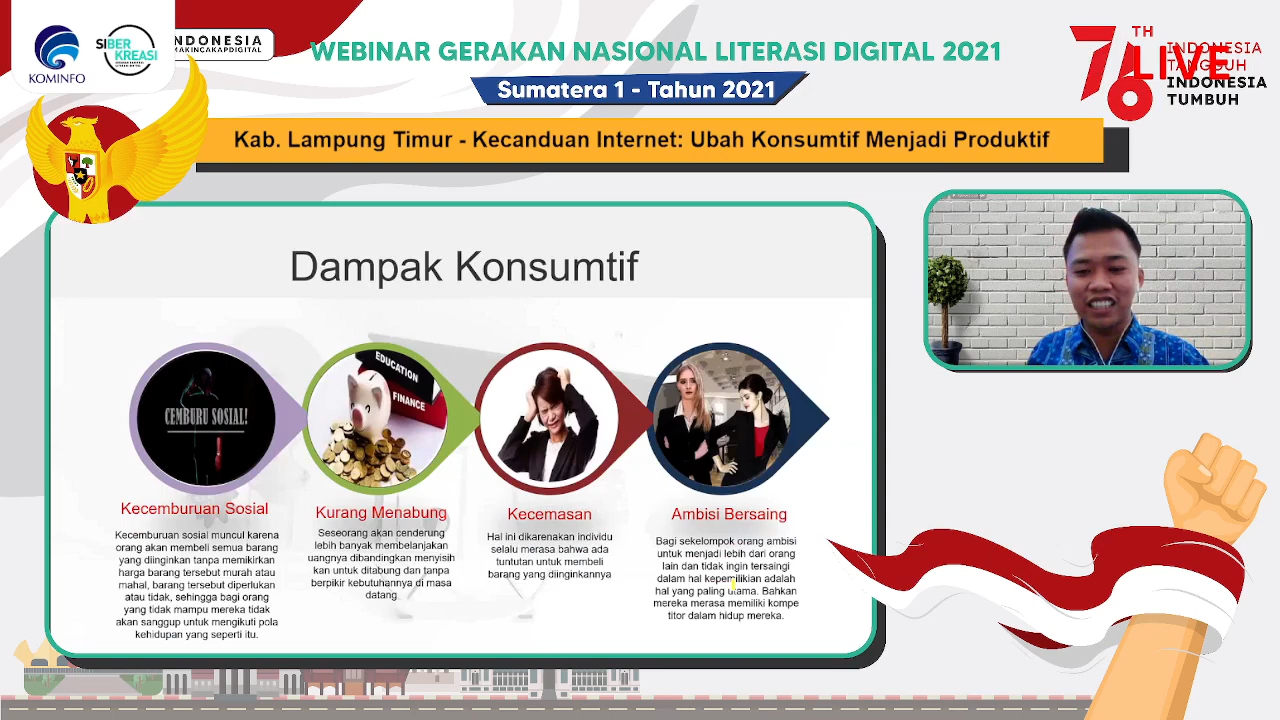 KOMINFO
SIBER KREASI
INDONESIA
MAKINCAKAPDIGITAL
WEBINAR GERAKAN NASIONAL LITERASI DIGITAL 2021
Sumatera 1 - Tahun 2021
76 TH
LIVE
INDONESIA
TANGGUH
INDONESIA
TUMBUH
Kab. Lampung Timur - Kecanduan Internet: Ubah Konsumtif Menjadi Produktif
Dampak Konsumtif
CEMBURU SOSIAL!
EDUCATION
FINANCE
Kecemburuan Sosial
Kecemburuan sosial muncul karena
orang akan membeli semua barang
yang diinginkan tanpa memikirkan
harga barang tersebut murah atau
mahal, barang tersebut diperlukan
atau tidak, sehingga bagi orang
yang tidak mampu mereka tidak
akan sanggup untuk mengikuti pola
kehidupan yang seperti itu.
Kurang Menabung
Seseorang akan cenderung
lebih banyak membelanjakan
uangnya dibandingkan menyisih
kan untuk ditabung dan tanpa
berpikir kebutuhannya di masa
datang
Kecemasan
Hal ini dikarenakan individu
selalu merasa bahwa ada
tuntutan untuk membeli
barang yang diinginkannya
Ambisi Bersaing
Bagi sekelompok orang ambisi
untuk menjadi lebih dari orang
lain dan tidak ingin tersaingi
dalam hal kepemilikian adalah
hal yang paling utama. Bahkan
mereka merasa memiliki kompe
titor dalam hidup mereka.